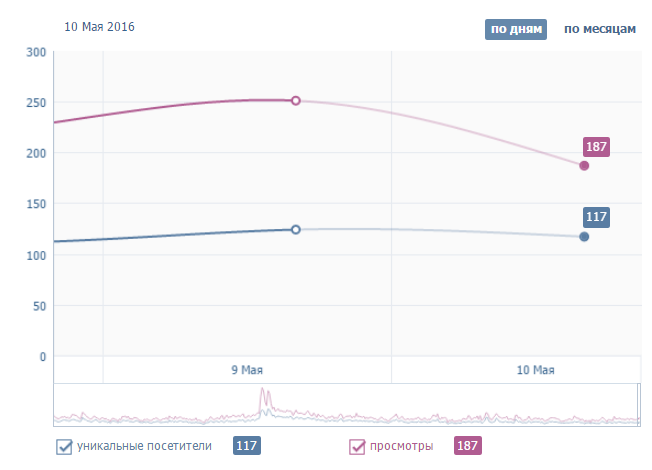 10 Мая 2016
по дням по месяцам
300
250
200
150
100
50
0
187
117
9 Мая 10 Мая
уникальные посетители 117 просмотры 187